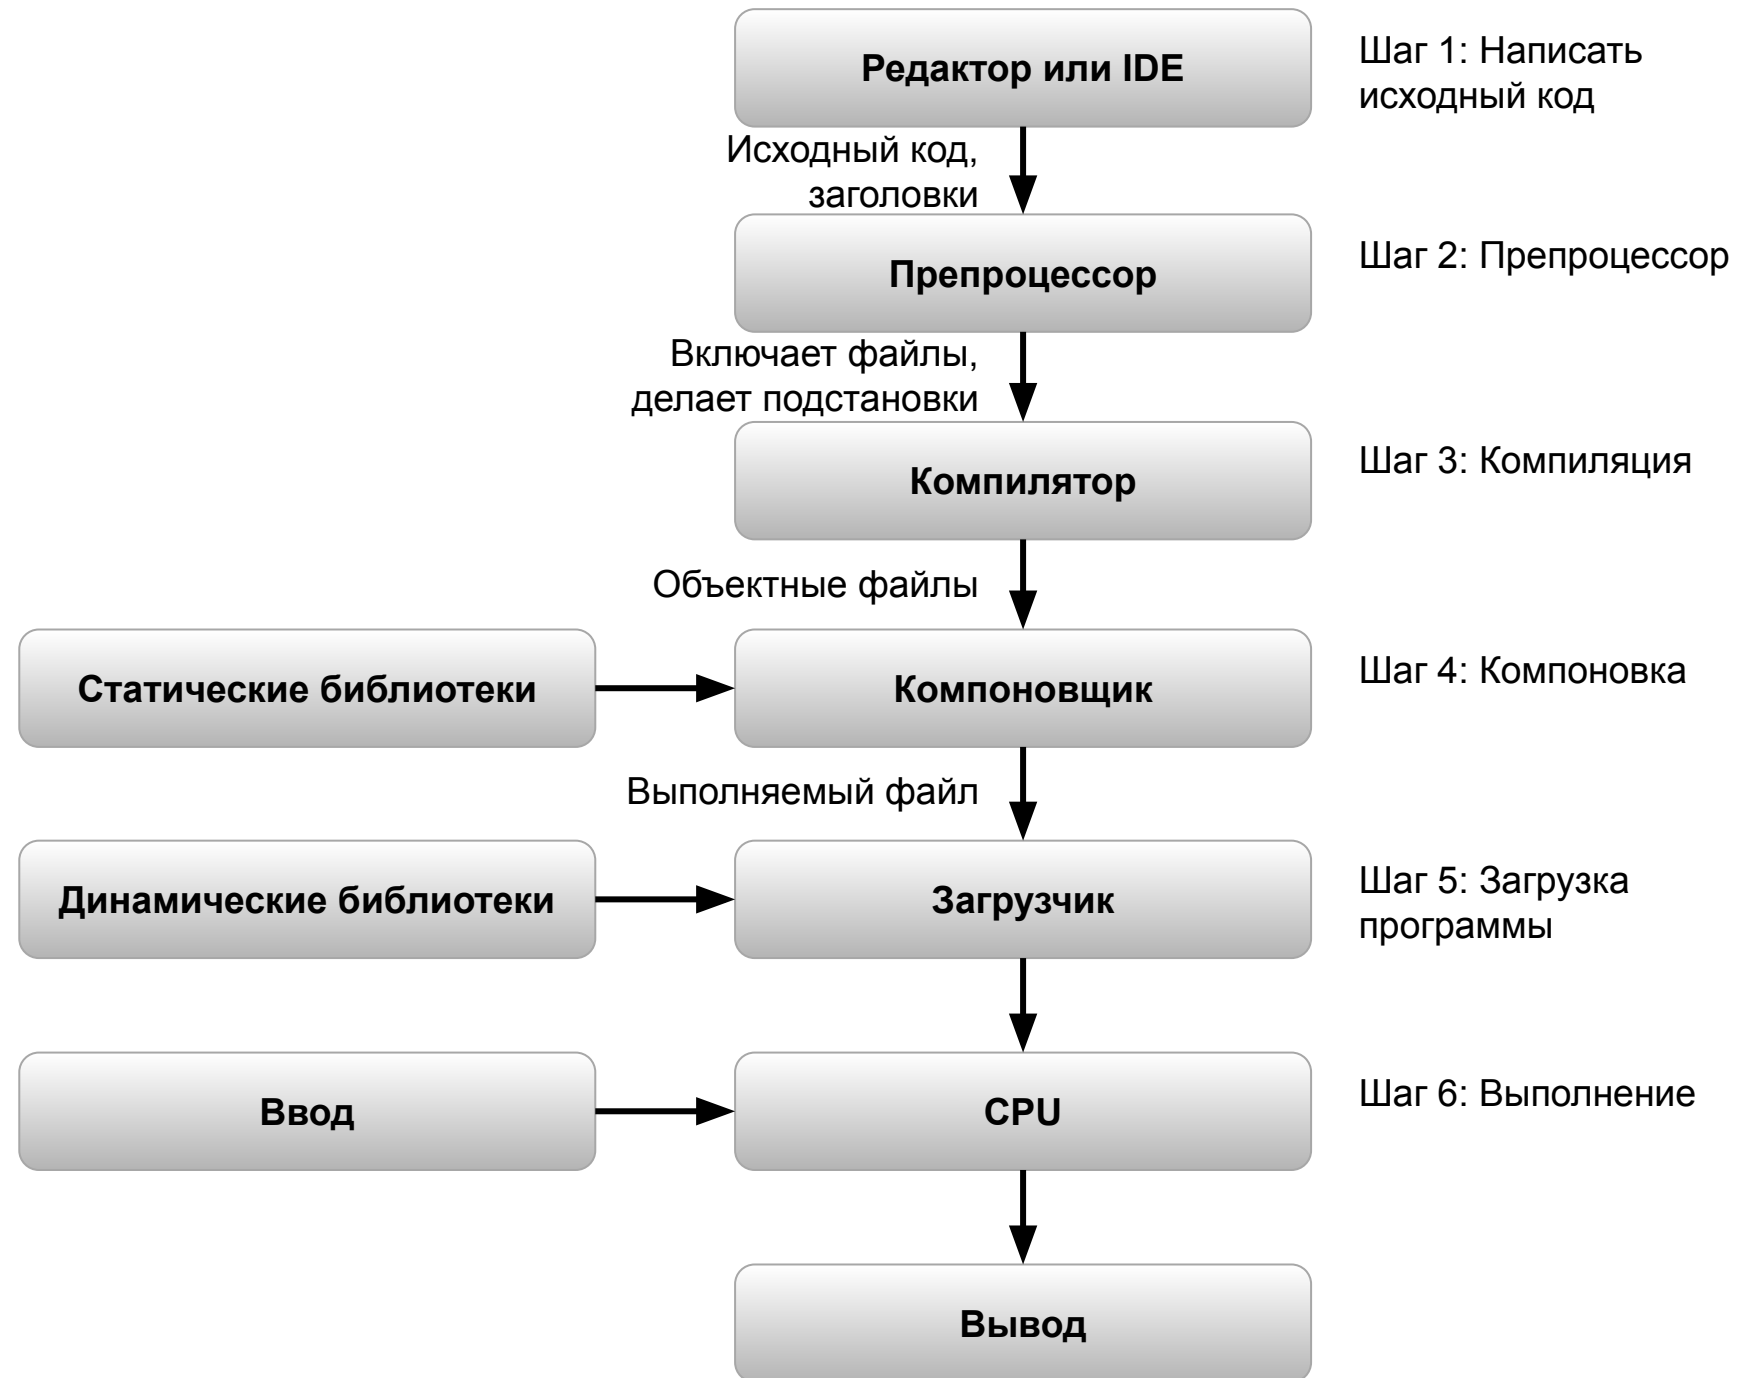 Редактор или IDE
Шаг 1: Написать
исходный код
Исходный код,
заголовки
Препроцессор
Шаг 2: Препроцессор
Включает файлы,
делает подстановки
Компилятор
Шаг 3: Компиляция
Объектные файлы
Статические библиотеки
Компоновщик
Шаг 4: Компоновка
Выполняемый файл
Динамические библиотеки
Загрузчик
Шаг 5: Загрузка
программы
Ввод
CPU
Шаг 6: Выполнение
Вывод